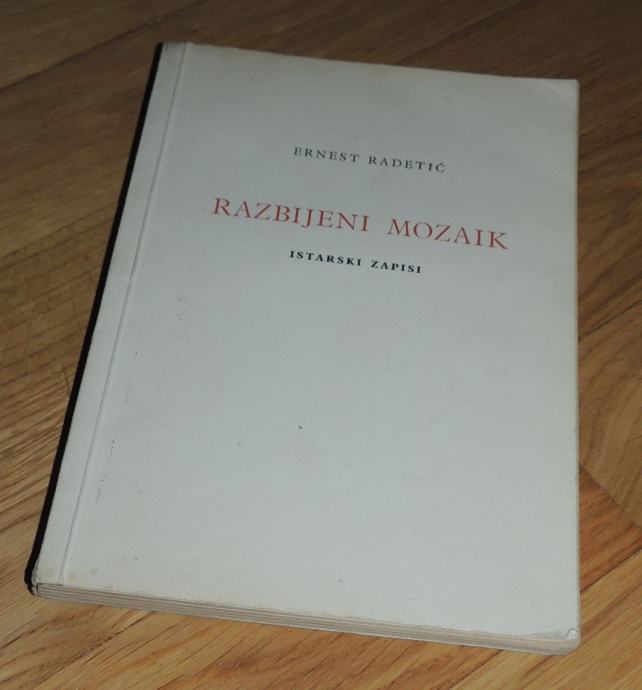 ERNEST RADETIĆ
RAZBIJENI MOZAIK
ISTARSKI ZAPISI